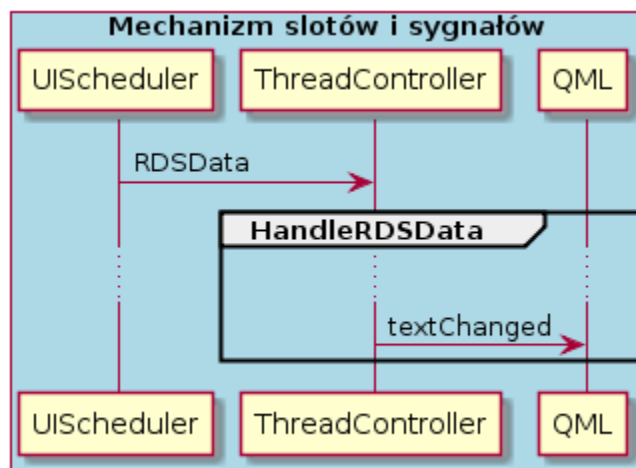 Mechanizm slotów i sygnałów
UIScheduler ThreadController QML
RDSData
HandleRDSData
textChanged
UIScheduler ThreadController QML